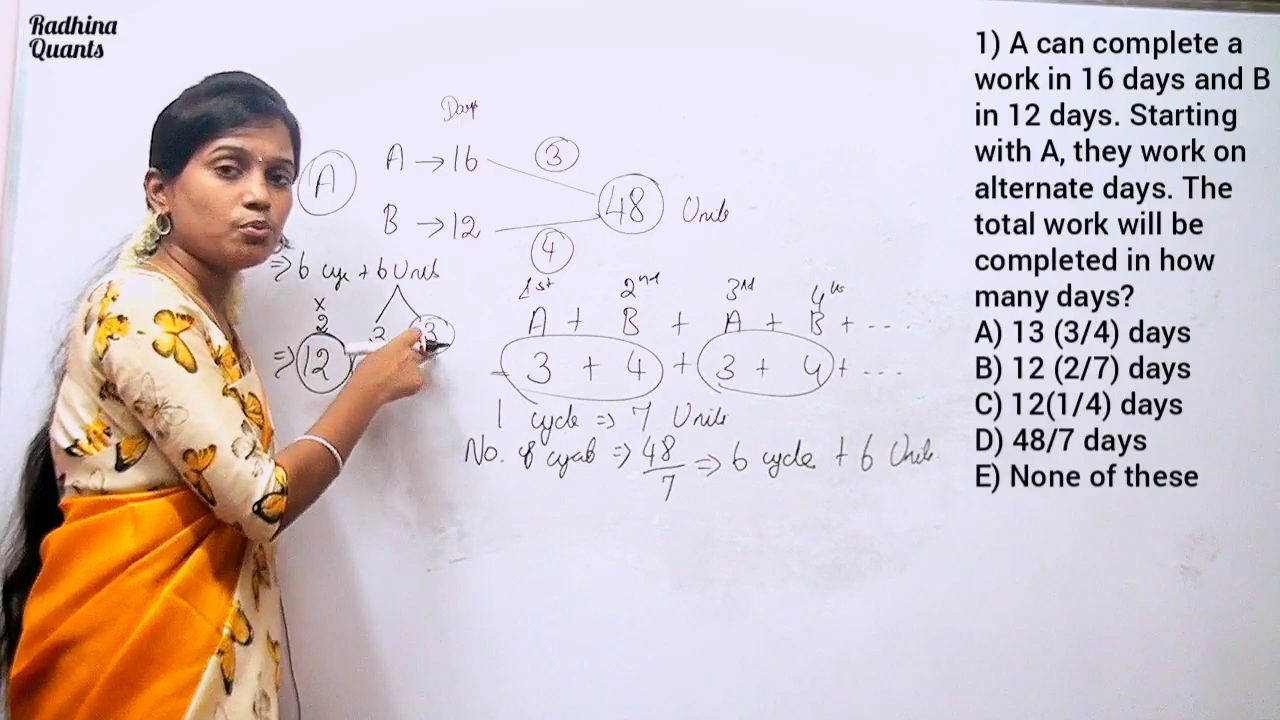 Radhina
Quants
Days
A
A → 16
3
48 Units
B → 12
4
⇒ 6 cyc + 6 Units
×
2
3
3
⇒ 12
1st 2nd 3rd 4th
A + B + A + B + ....
3 + 4 + 3 + 4 + ....
1 cycle ⇒ 7 Units
No. of ⇒ 48/7 ⇒ 6 cycle + 6 Units
1) A can complete a
work in 16 days and B
in 12 days. Starting
with A, they work on
alternate days. The
total work will be
completed in how
many days?
A) 13 (3/4) days
B) 12 (2/7) days
C) 12(1/4) days
D) 48/7 days
E) None of these